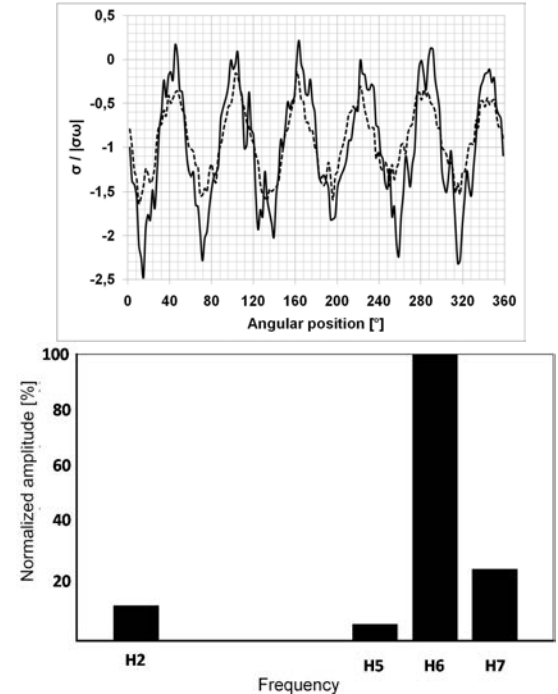 0,5
0
-0,5
-1
-1,5
-2
-2,5
σ / |σω|
0 40 80 120 160 200 240 280 320 360
Angular position [°]
100
80
60
40
20
Normalized amplitude [%]
H2 H5 H6 H7
Frequency